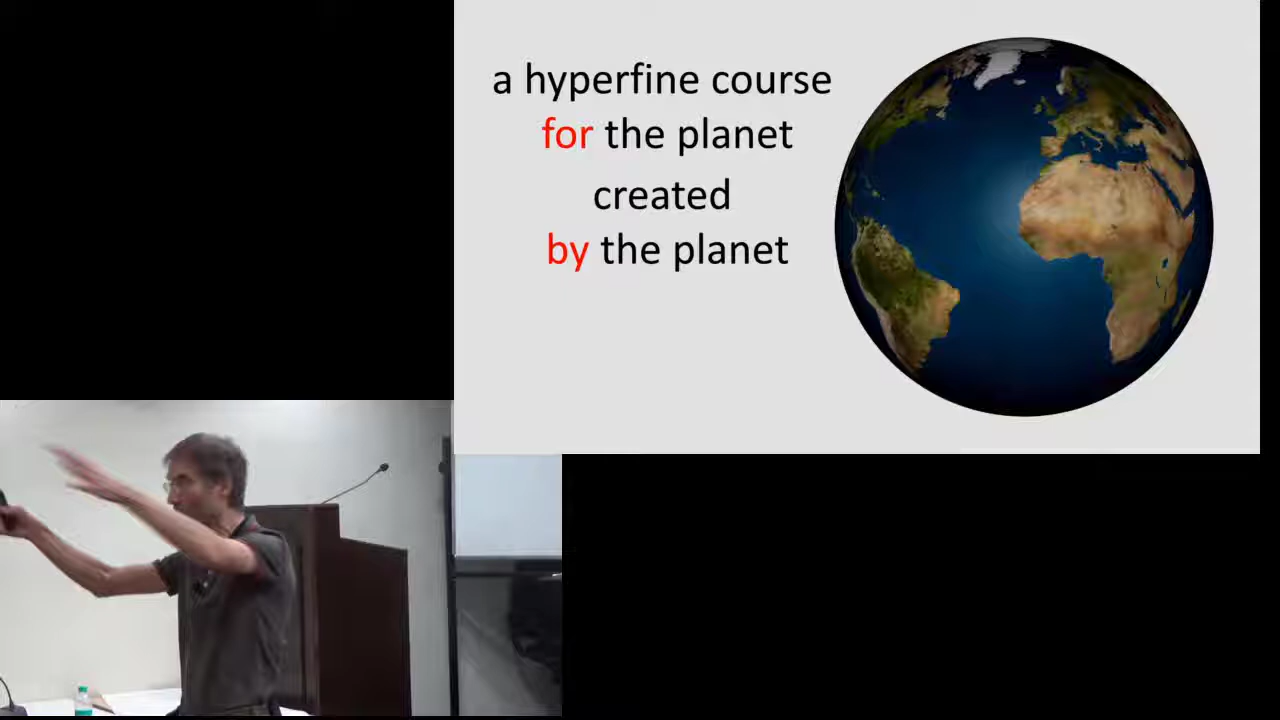 a hyperfine course
for the planet
created
by the planet